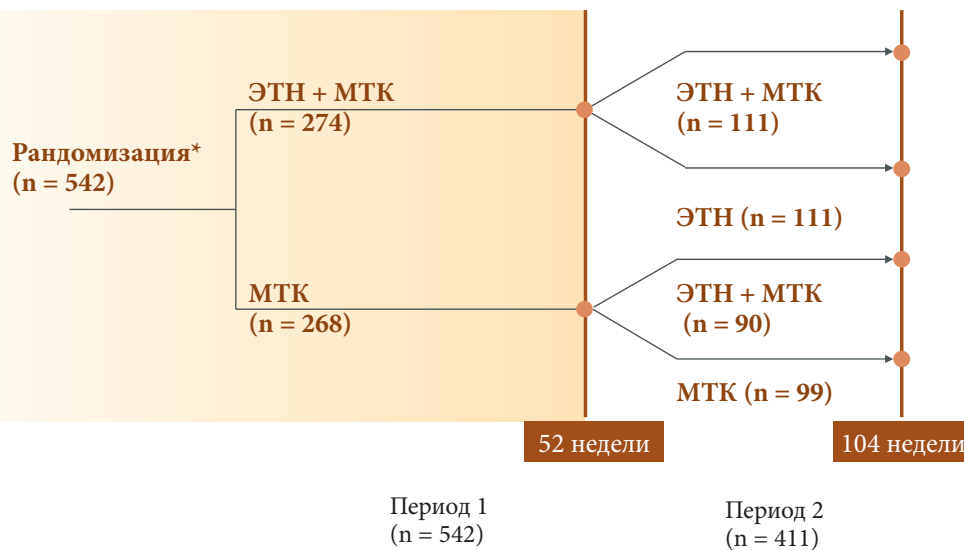 Рандомизация*
(n = 542)
ЭТН + МТК
(n = 274)
МТК
(n = 268)
ЭТН + МТК
(n = 111)
ЭТН (n = 111)
ЭТН + МТК
(n = 90)
МТК (n = 99)
52 недели
104 недели
Период 1
(n = 542)
Период 2
(n = 411)